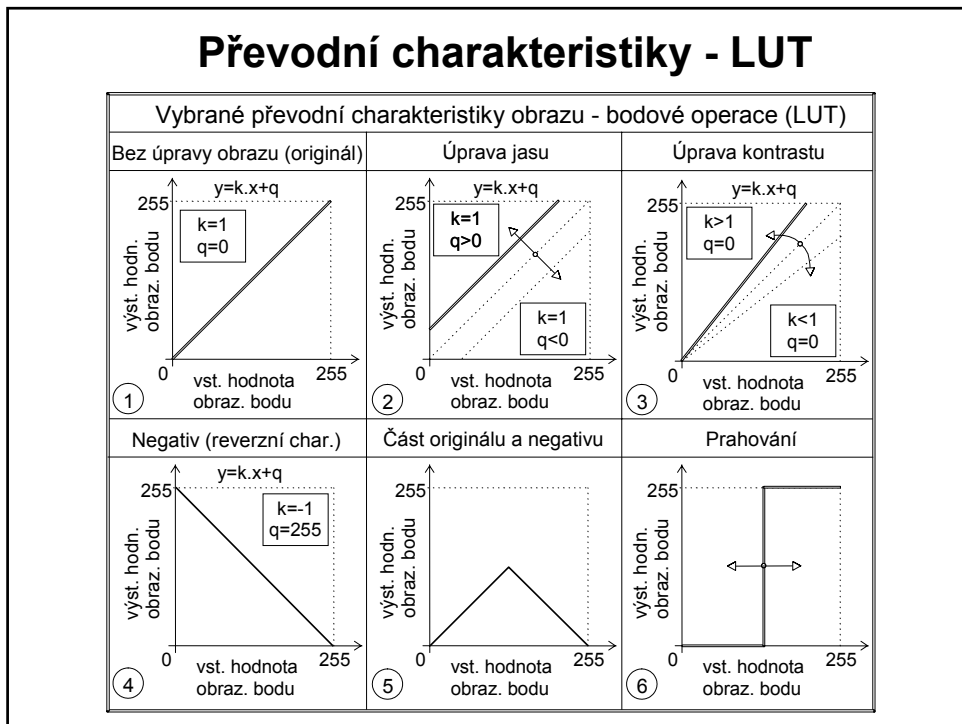 Převodní charakteristiky - LUT
Vybrané převodní charakteristiky obrazu - bodové operace (LUT)
Bez úpravy obrazu (originál)
y=k.x+q
255
k=1
q=0
výst. hodn.
obraz. bodu
0
255
vst. hodnota
obraz. bodu
1
Úprava jasu
y=k.x+q
255
k=1
q>0
k=1
q<0
výst. hodn.
obraz. bodu
0
255
vst. hodnota
obraz. bodu
2
Úprava kontrastu
y=k.x+q
255
k>1
q=0
k<1
q=0
výst. hodn.
obraz. bodu
0
255
vst. hodnota
obraz. bodu
3
Negativ (reverzní char.)
y=k.x+q
255
k=-1
q=255
výst. hodn.
obraz. bodu
0
255
vst. hodnota
obraz. bodu
4
Část originálu a negativu
255
výst. hodn.
obraz. bodu
0
255
vst. hodnota
obraz. bodu
5
Prahování
255
výst. hodn.
obraz. bodu
0
255
vst. hodnota
obraz. bodu
6